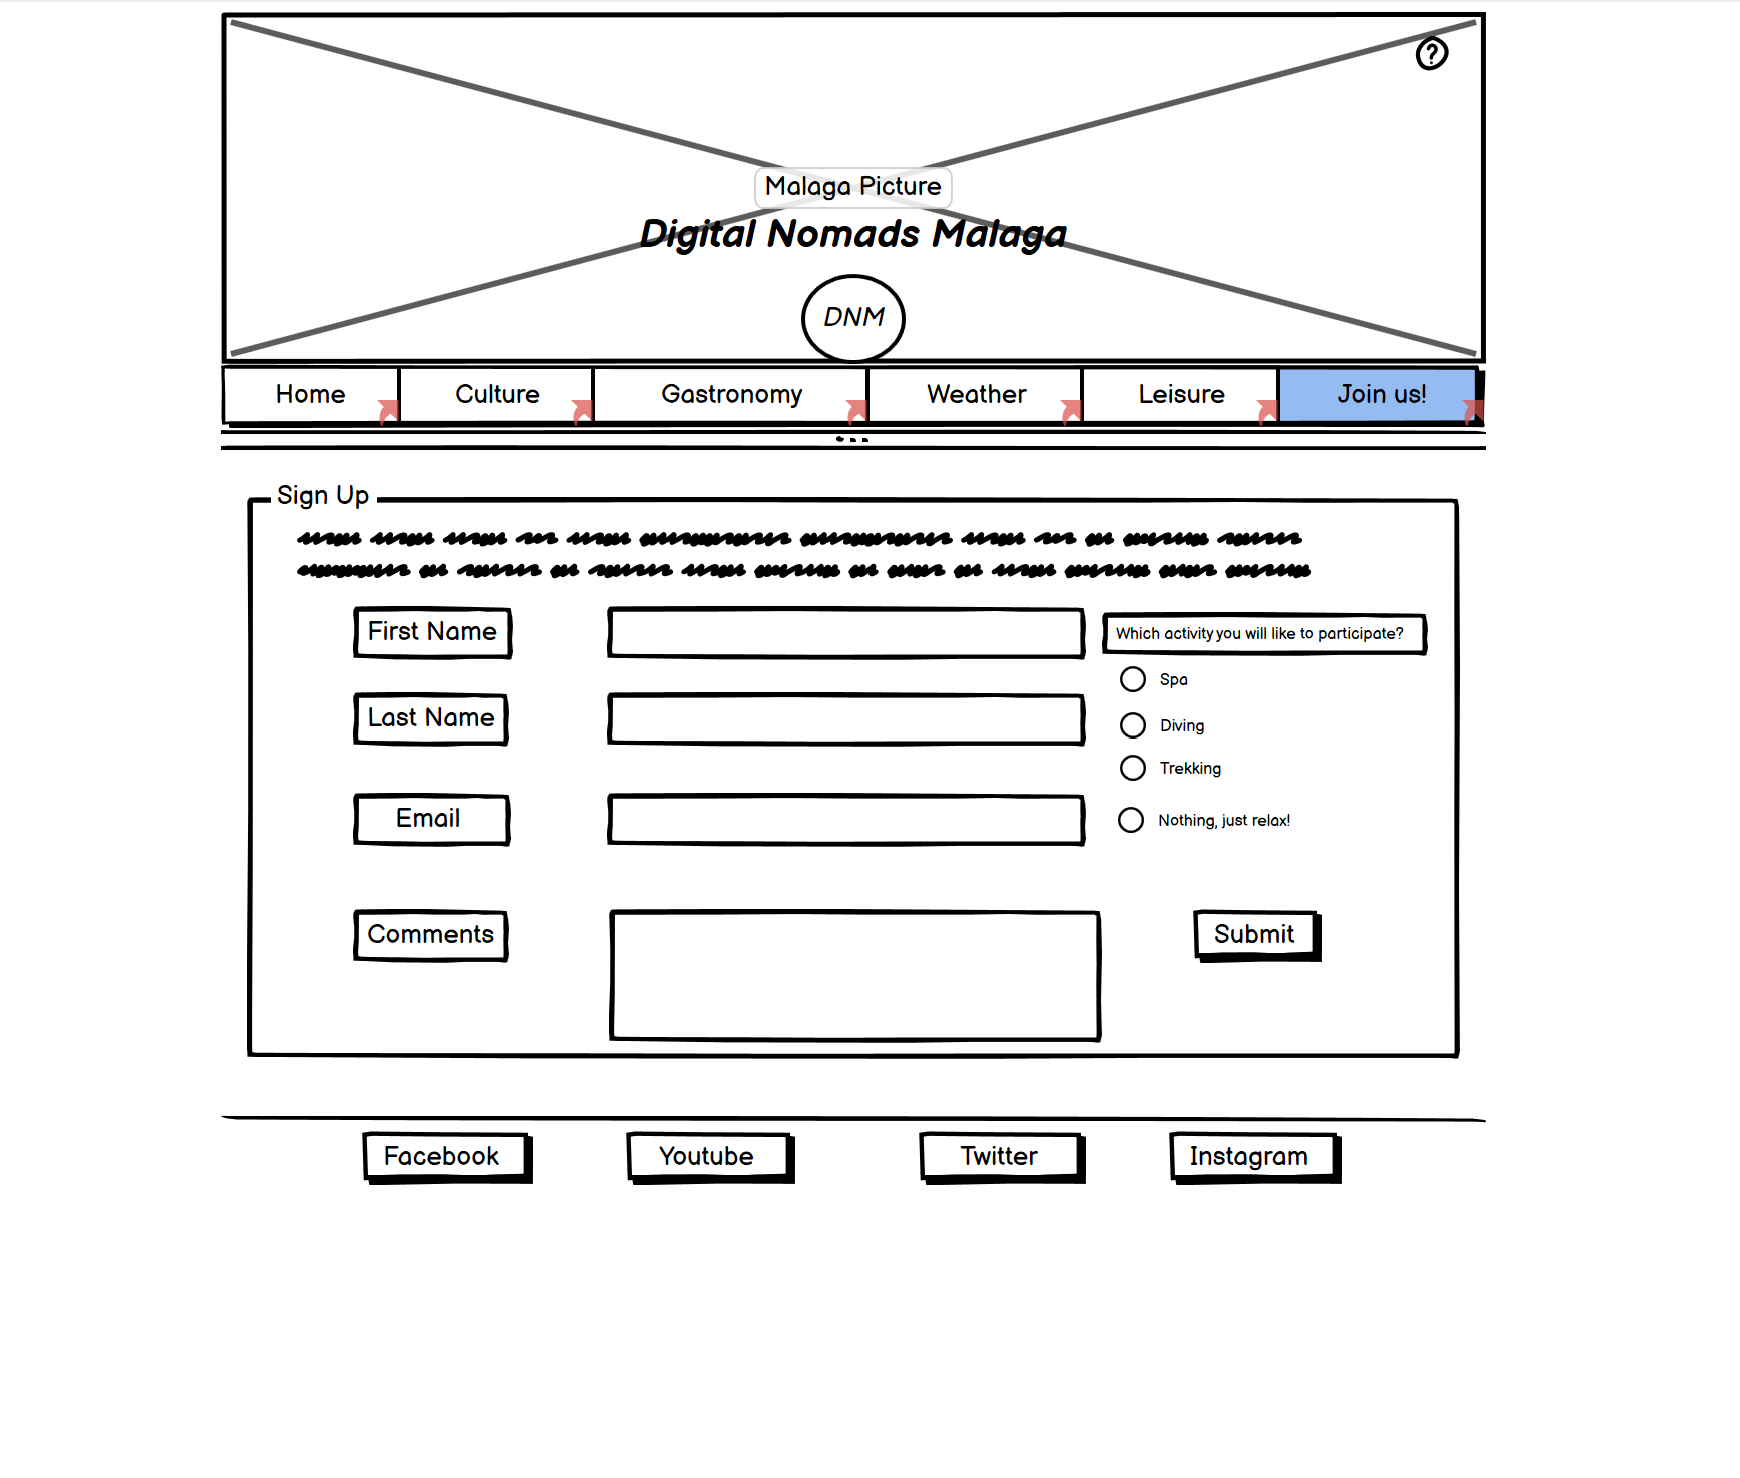 ?
Malaga Picture
Digital Nomads Malaga
DNM
Home Culture Gastronomy Weather Leisure Join us!
Sign Up
First Name
Which activity you will like to participate?
Spa
Last Name
Diving
Trekking
Email
Nothing, just relax!
Comments
Submit
Facebook Youtube Twitter Instagram